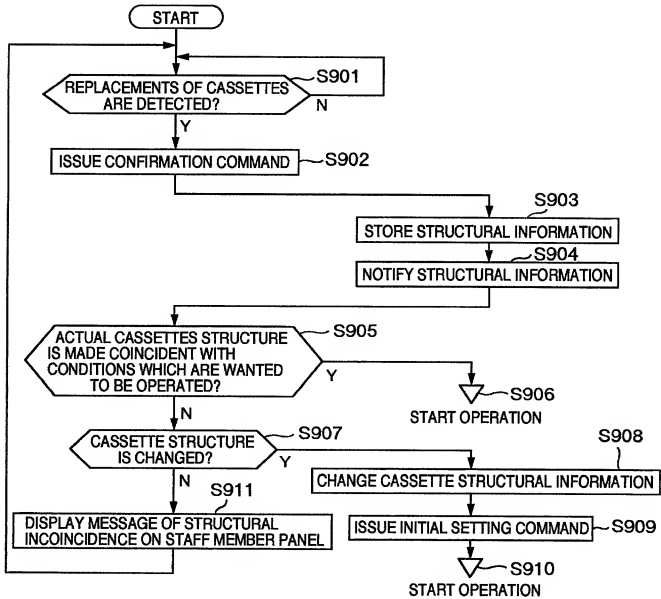 START
REPLACEMENTS OF CASSETTES
ARE DETECTED?
S901
N
Y
ISSUE CONFIRMATION COMMAND
S902
S903
STORE STRUCTURAL INFORMATION
S904
NOTIFY STRUCTURAL INFORMATION
ACTUAL CASSETTES STRUCTURE
IS MADE COINCIDENT WITH
CONDITIONS WHICH ARE WANTED
TO BE OPERATED?
S905
Y
N
S906
START OPERATION
CASSETTE STRUCTURE
IS CHANGED?
S907
Y
N
S908
CHANGE CASSETTE STRUCTURAL INFORMATION
S911
DISPLAY MESSAGE OF STRUCTURAL
INCOINCIDENCE ON STAFF MEMBER PANEL
ISSUE INITIAL SETTING COMMAND
S909
S910
START OPERATION